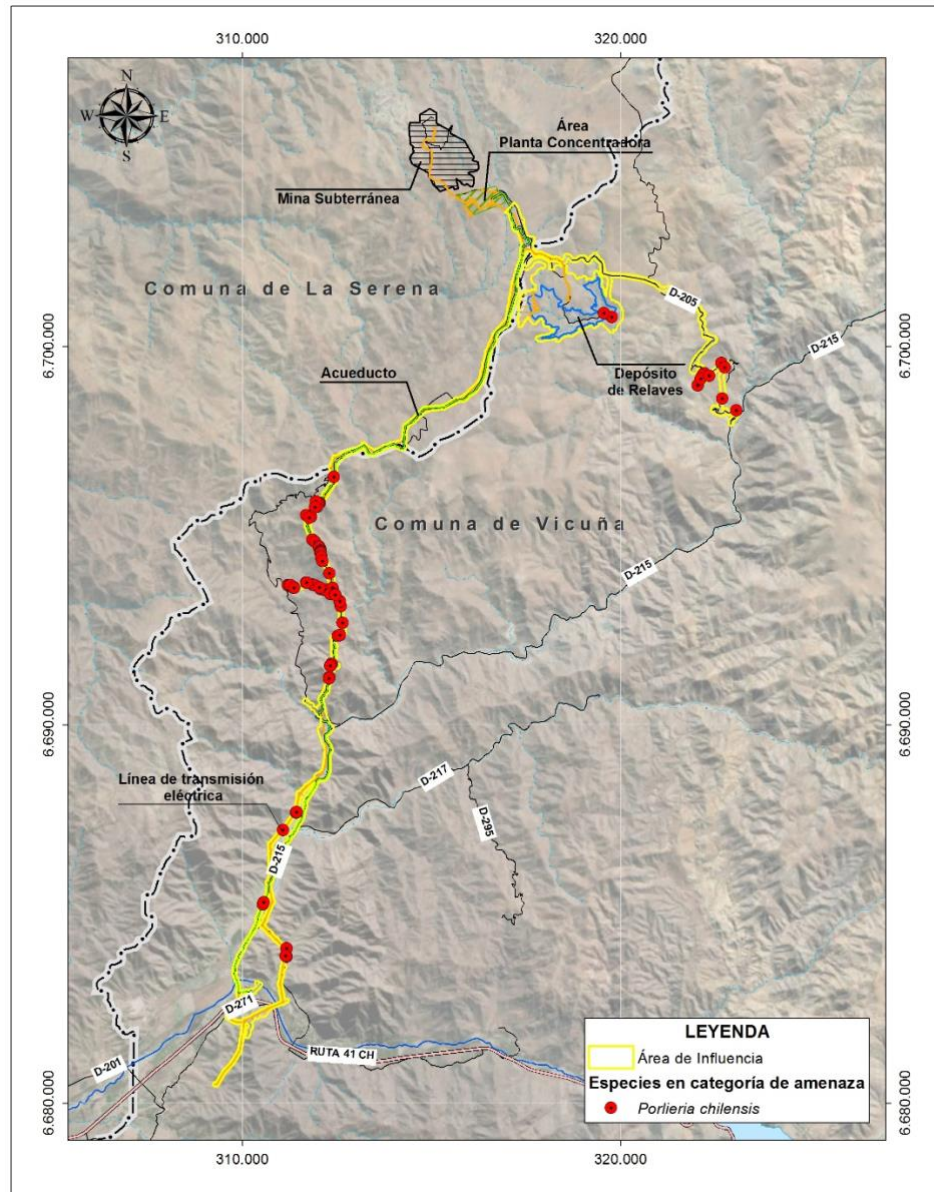 310.000
320.000
N
W
E
S
Área
Planta Concentradora
Mina Subterránea
Comuna de La Serena
D-205
6.700.000
6.700.000
D-215
Acueducto
Depósito
de Relaves
Comuna de Vicuña
D-215
6.690.000
6.690.000
Línea de transmisión
eléctrica
D-217
D-295
D-215
D-271
RUTA 41 CH
D-201
LEYENDA
Área de Influencia
Especies en categoría de amenaza
Porlieria chilensis
6.680.000
6.680.000
310.000
320.000